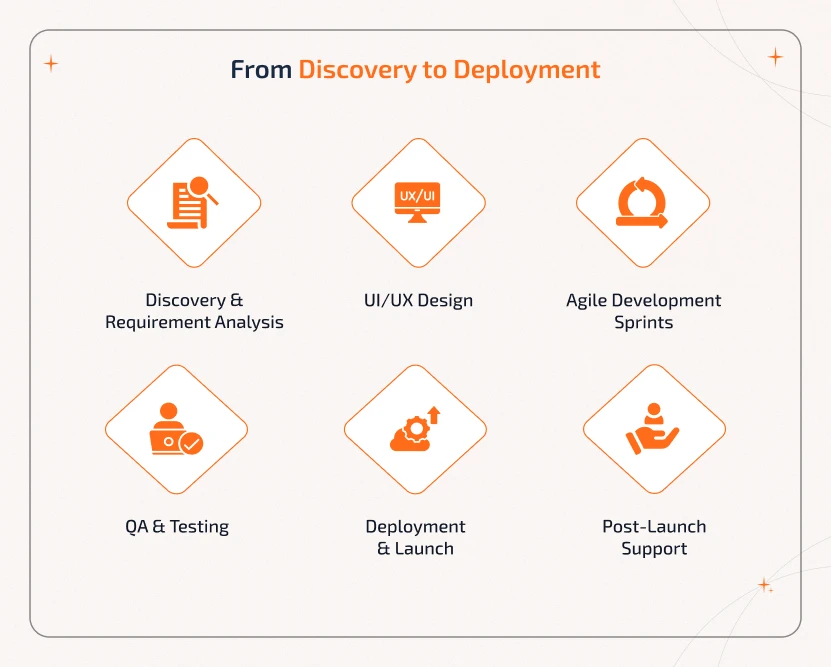 From Discovery to Deployment
UX/UI
Discovery &
Requirement Analysis
UI/UX Design
Agile Development
Sprints
QA & Testing
Deployment
& Launch
Post-Launch
Support